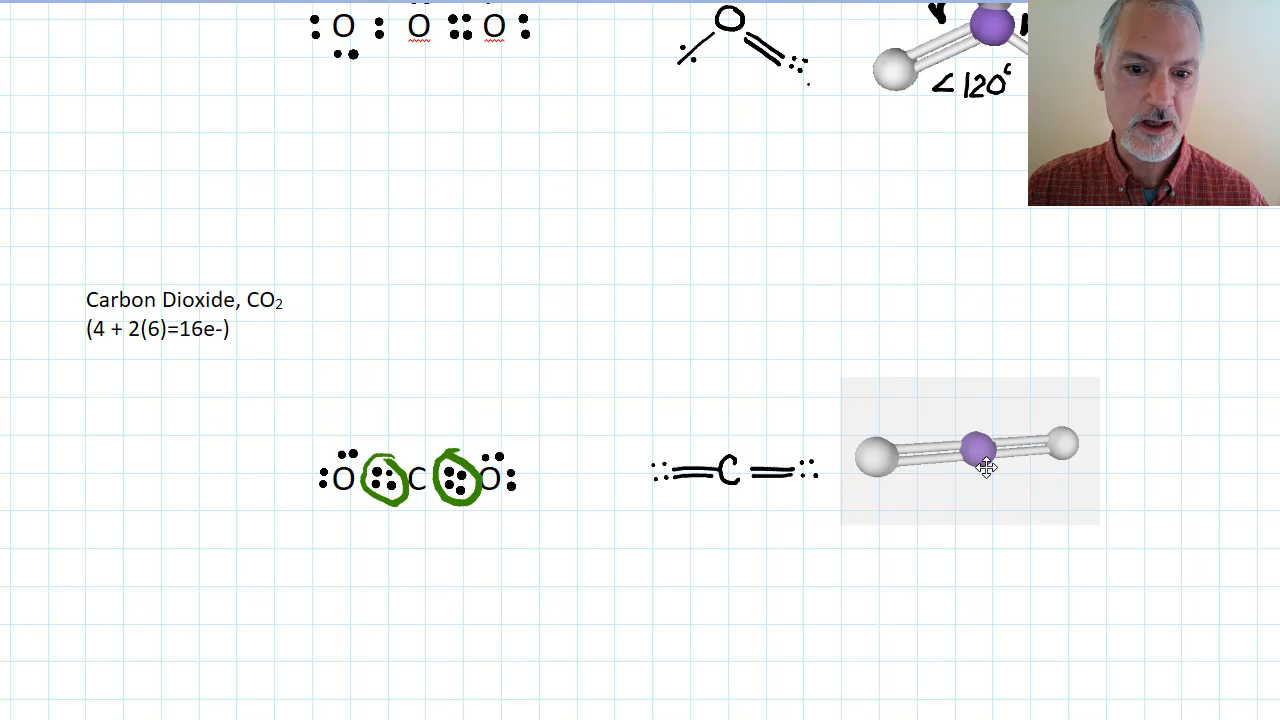 O O O
O
< 120°
Carbon Dioxide, CO₂
(4 + 2(6)=16e-)
O C O
C